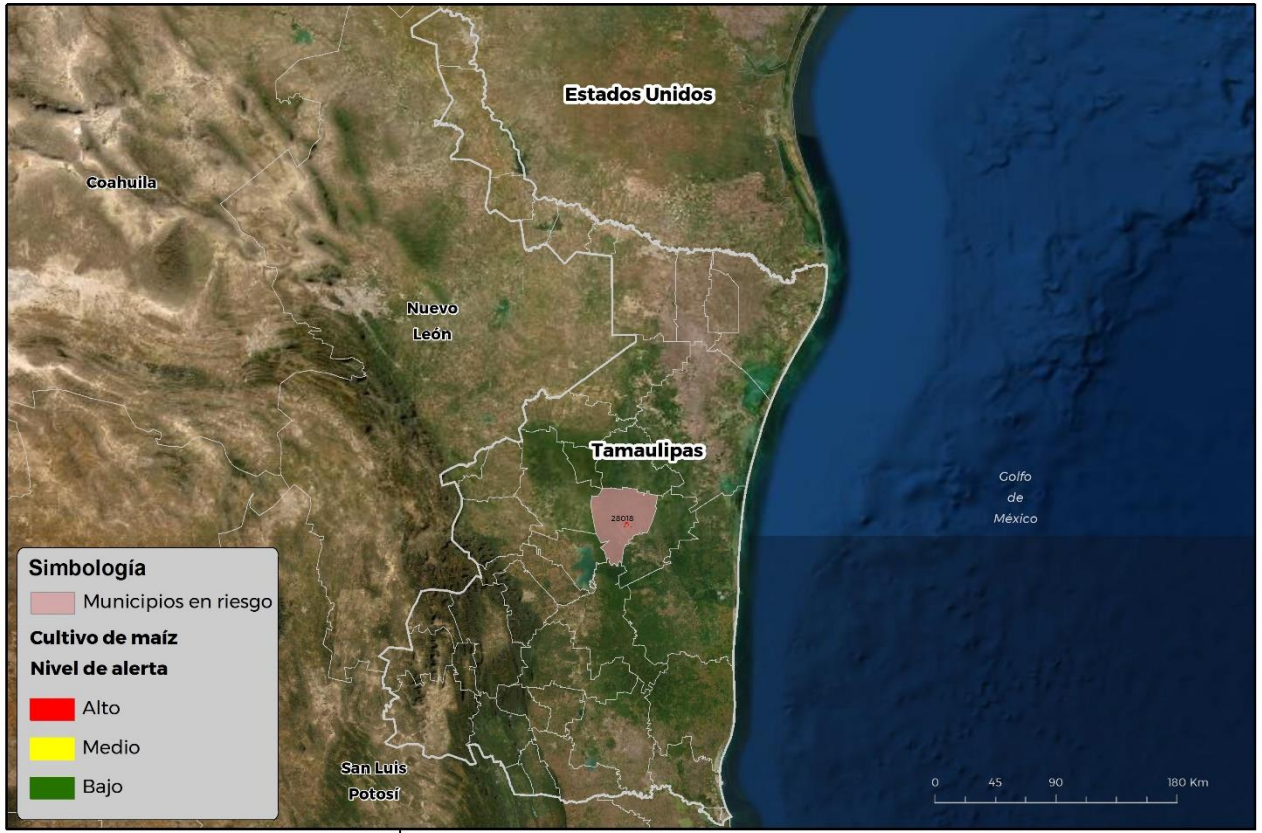 Estados Unidos
Coahuila
Nuevo
León
Tamaulipas
Golfo
de
México
28018
Simbología
Municipios en riesgo
Cultivo de maíz
Nivel de alerta
Alto
Medio
Bajo
San Luis
Potosí
0 45 90 180 Km